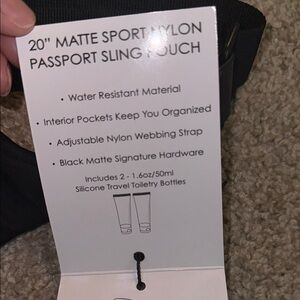 20" MATTE SPORT NYLON
PASSPORT SLING POUCH
• Water Resistant Material
• Interior Pockets Keep You Organized
• Adjustable Nylon Webbing Strap
• Black Matte Signature Hardware
Includes 2 - 1.6oz/50ml
Silicone Travel Toiletry Bottles